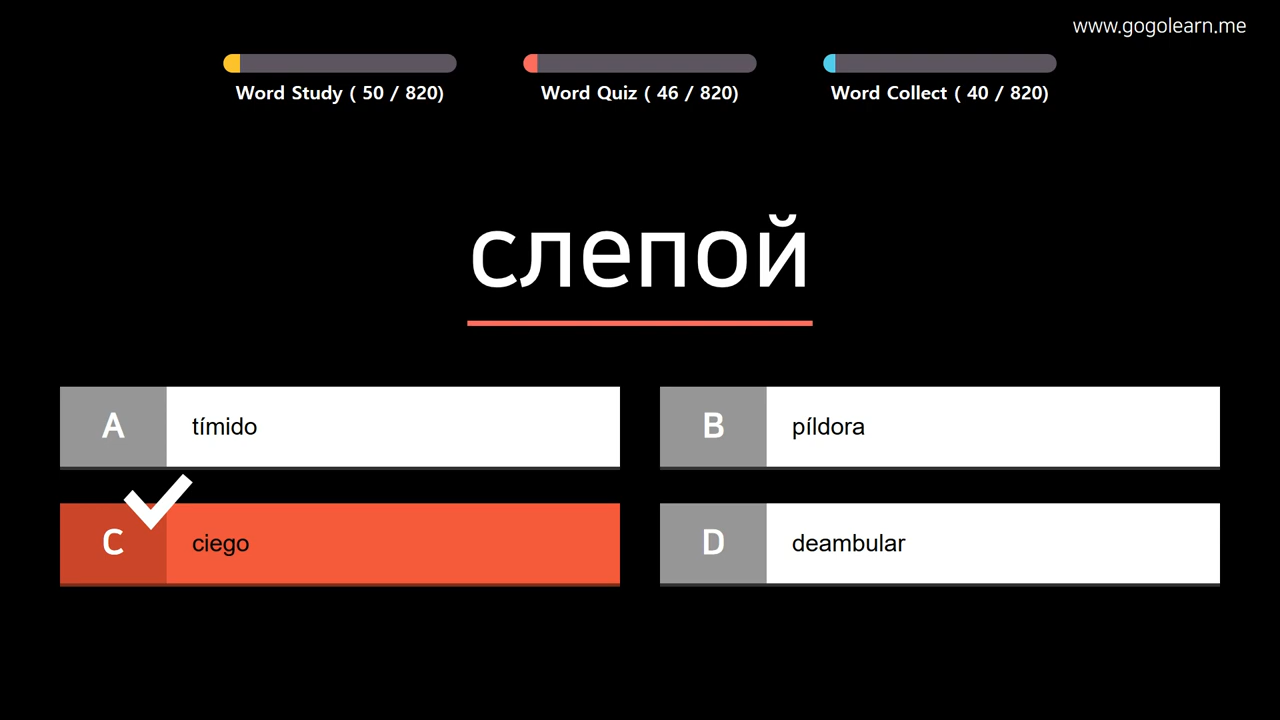 www.gogolearn.me
Word Study ( 50 / 820)
Word Quiz ( 46 / 820)
Word Collect ( 40 / 820)
слепой
A tímido
B píldora
C ciego
D deambular